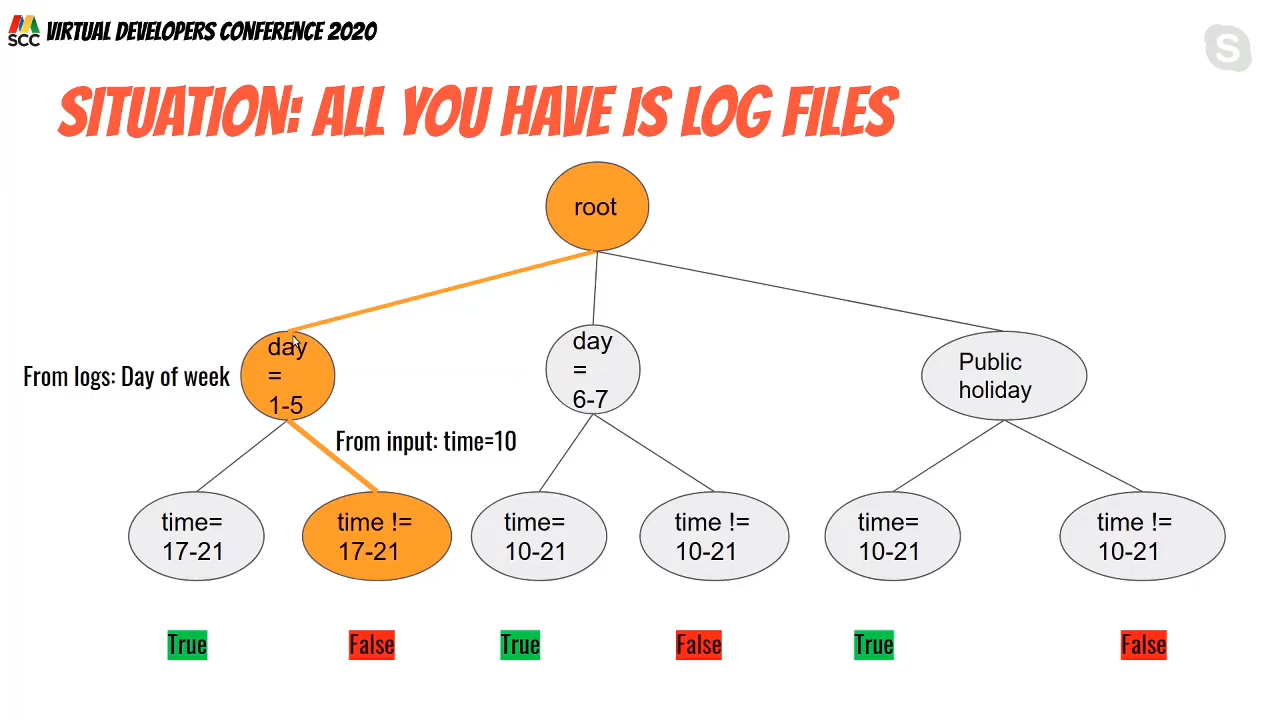 SCC VIRTUAL DEVELOPERS CONFERENCE 2020
S
SITUATION: ALL YOU HAVE IS LOG FILES
root
day
=
1-5
day
=
6-7
Public
holiday
From logs: Day of week
From input: time=10
time=
17-21
time !=
17-21
time=
10-21
time !=
10-21
time=
10-21
time !=
10-21
True
False
True
False
True
False